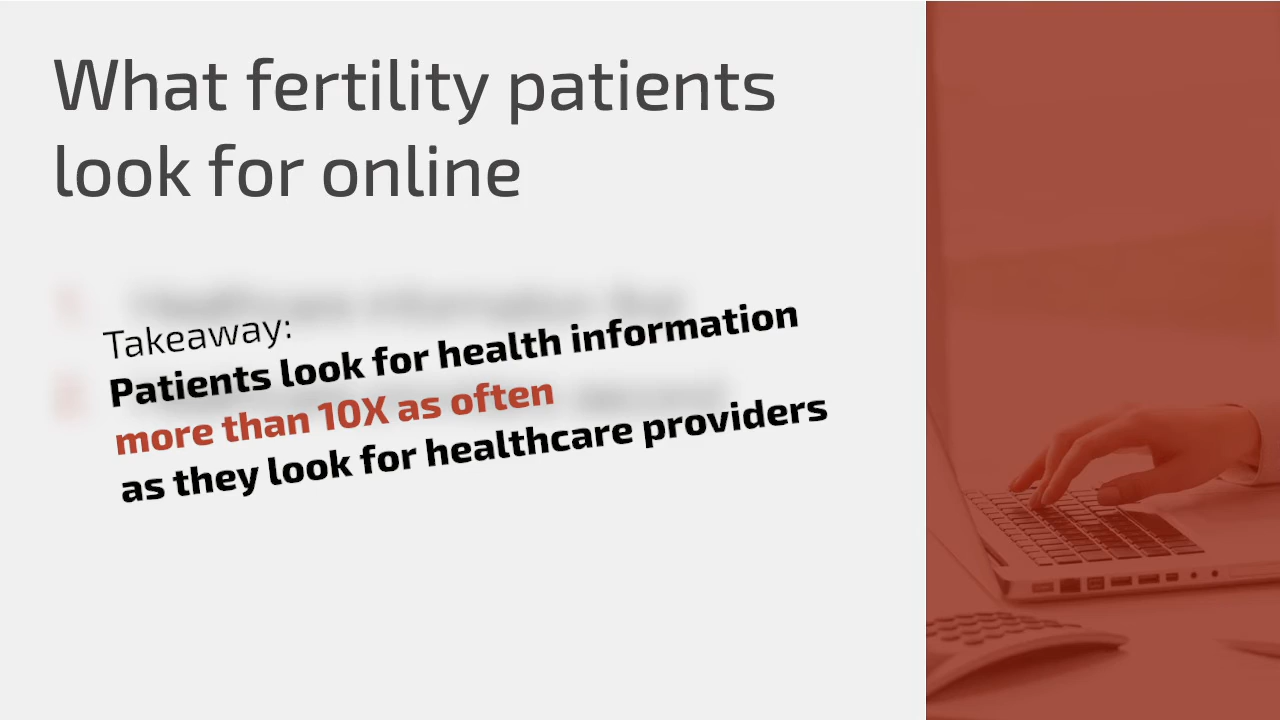 What fertility patients
look for online
Takeaway:
Patients look for health information
more than 10X as often
as they look for healthcare providers